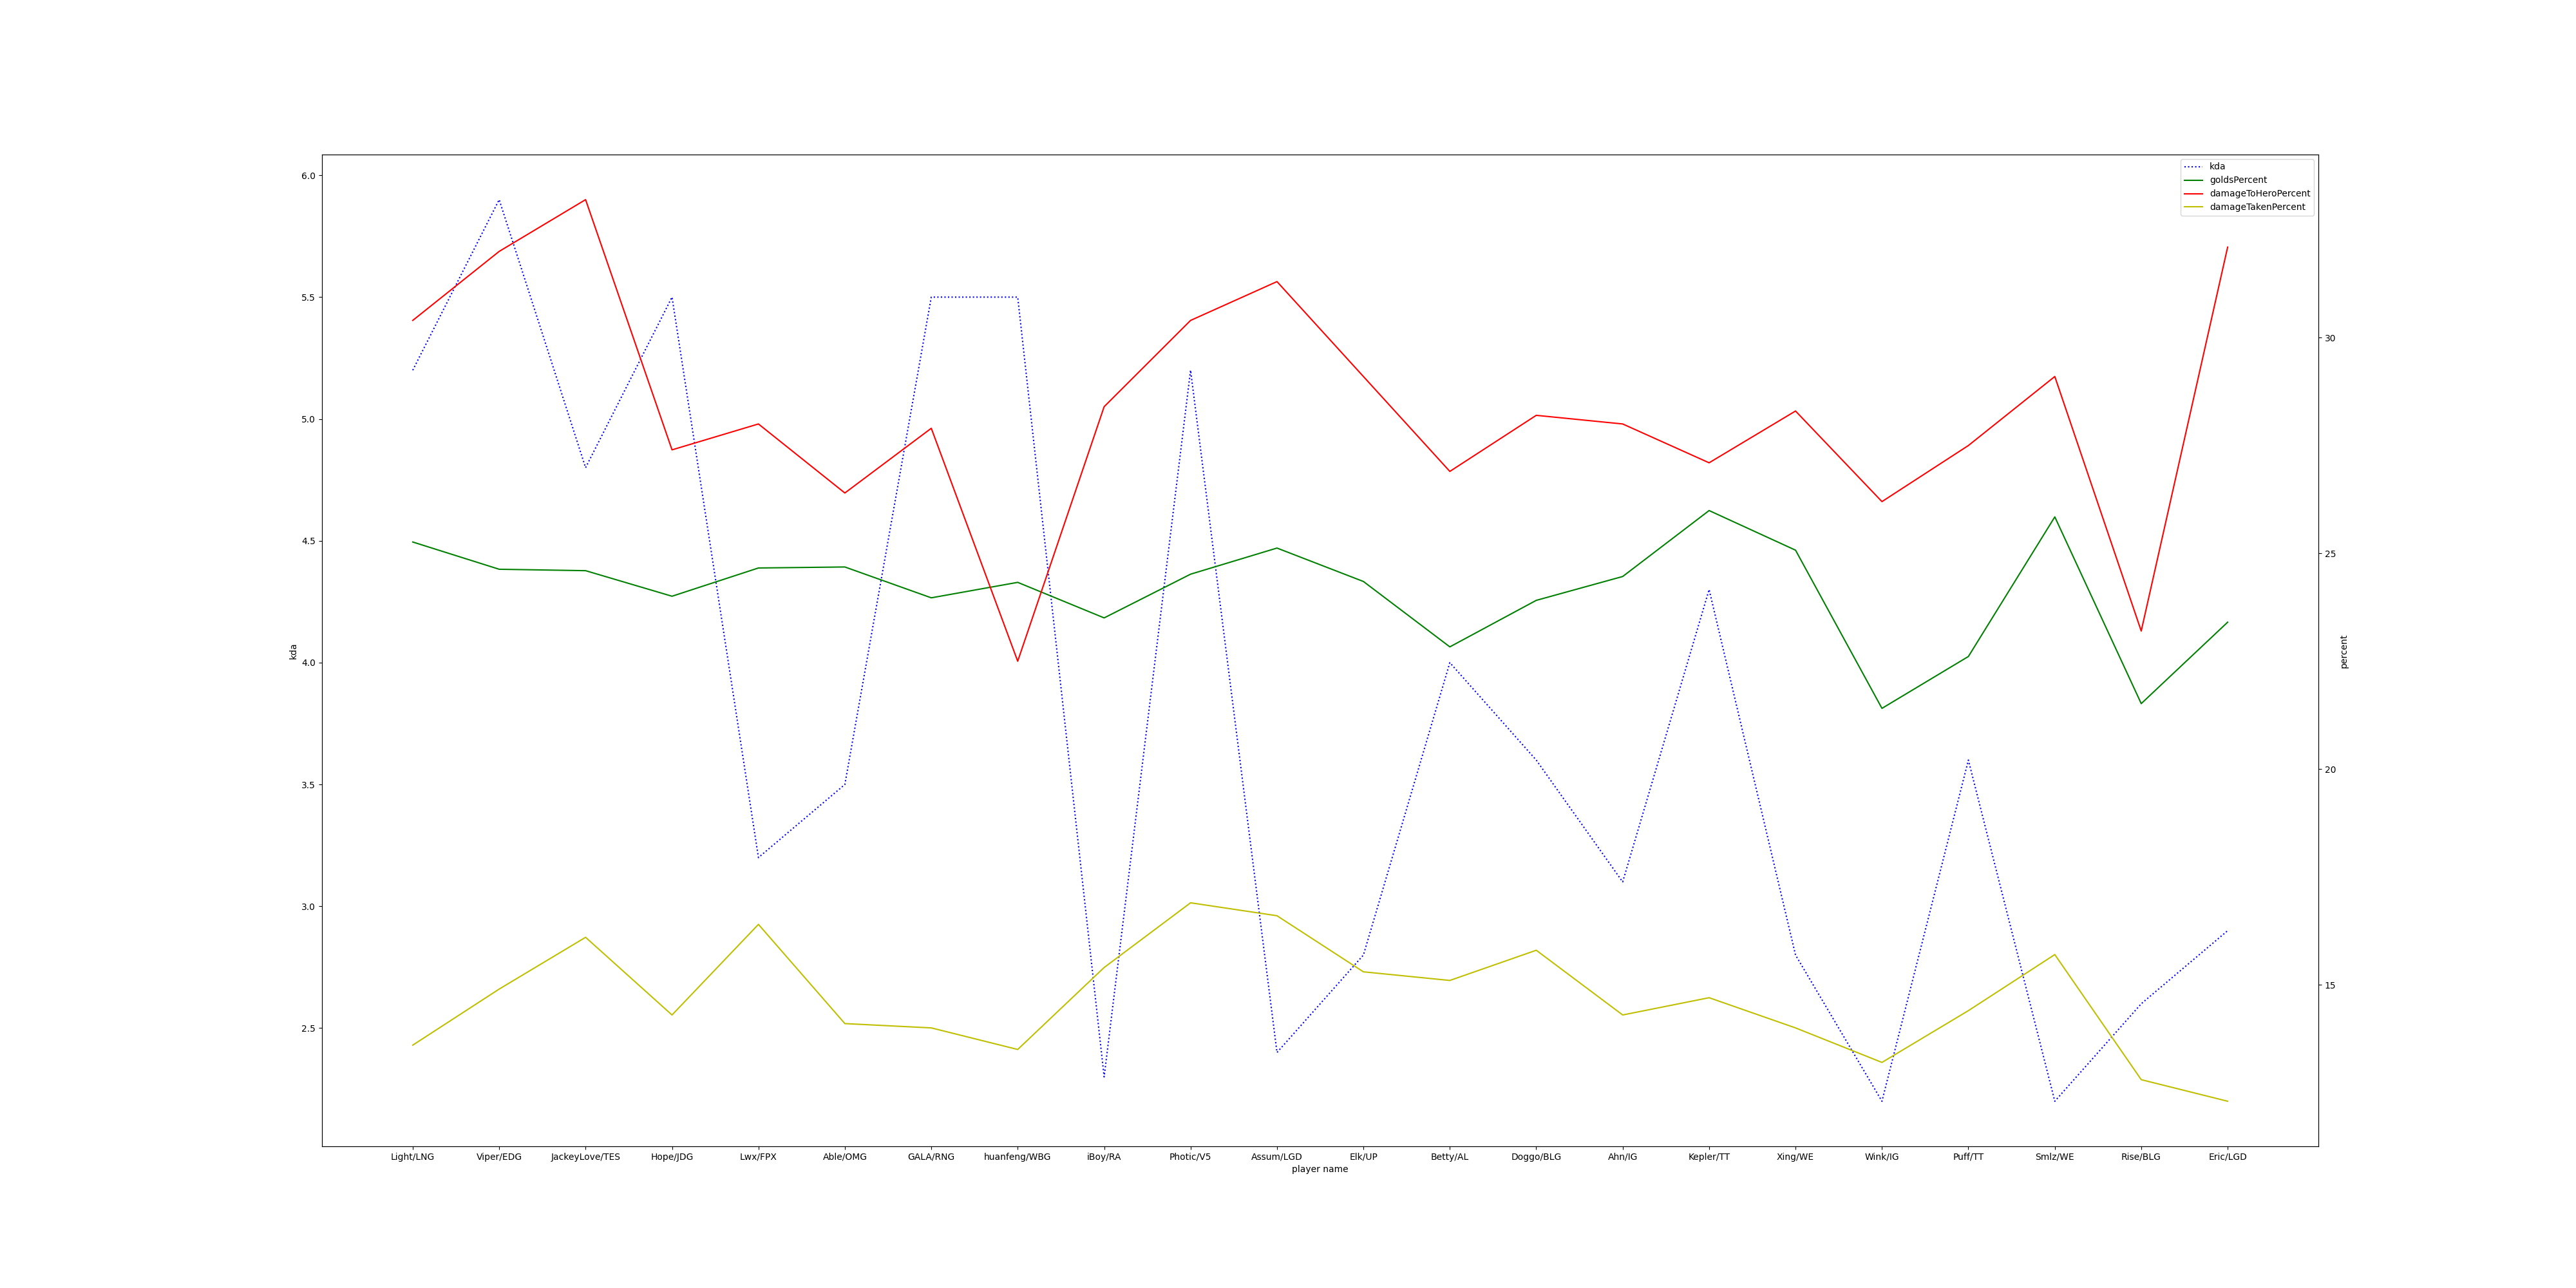 kda
goldsPercent
damageToHeroPercent
damageTakenPercent
6.0
5.5
5.0
4.5
4.0
3.5
3.0
2.5
kda
30
25
20
15
percent
Light/LNG Viper/EDG JackeyLove/TES Hope/JDG Lwx/FPX Able/OMG GALA/RNG huanfeng/WBG iBoy/RA Photic/V5 Assum/LGD Elk/UP Betty/AL Doggo/BLG Ahn/IG Kepler/TT Xing/WE Wink/IG Puff/TT Smlz/WE Rise/BLG Eric/LGD
player name